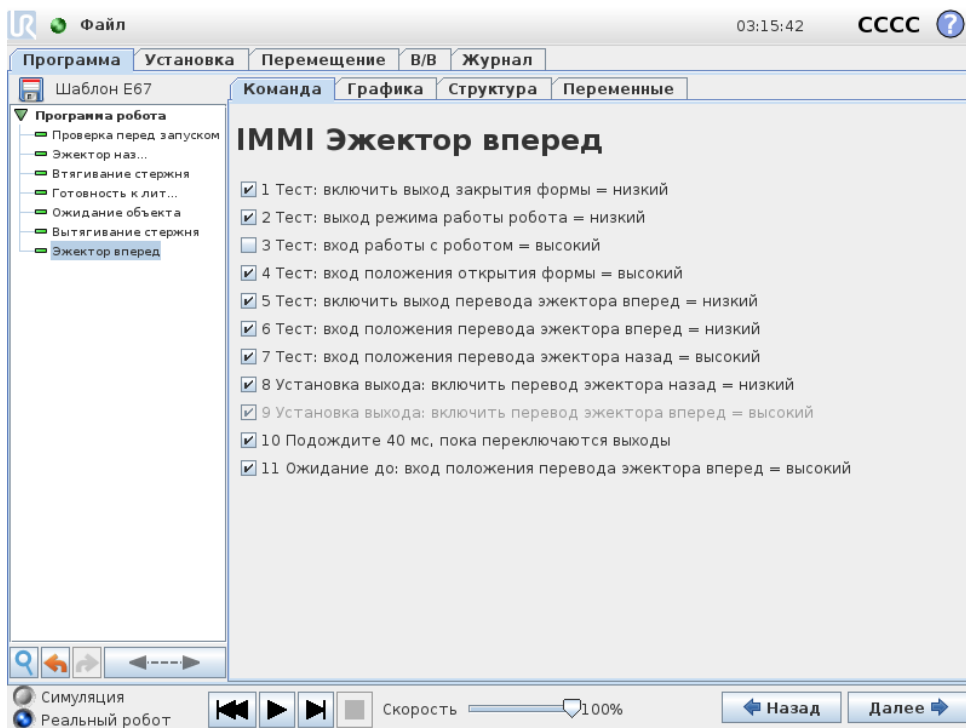 UR Файл 03:15:42 CCCC ?
Программа Установка Перемещение В/В Журнал
Шаблон E67
Команда Графика Структура Переменные
Программа робота
Проверка перед запуском
Эжектор наз...
Втягивание стержня
Готовность к лит...
Ожидание объекта
Вытягивание стержня
Эжектор вперед
IMMI Эжектор вперед
1 Тест: включить выход закрытия формы = низкий
2 Тест: выход режима работы робота = низкий
3 Тест: вход работы с роботом = высокий
4 Тест: вход положения открытия формы = высокий
5 Тест: включить выход перевода эжектора вперед = низкий
6 Тест: вход положения перевода эжектора вперед = низкий
7 Тест: вход положения перевода эжектора назад = высокий
8 Установка выхода: включить перевод эжектора назад = низкий
9 Установка выхода: включить перевод эжектора вперед = высокий
10 Подождите 40 мс, пока переключаются выходы
11 Ожидание до: вход положения перевода эжектора вперед = высокий
Симуляция
Реальный робот
Скорость 100%
Назад Далее